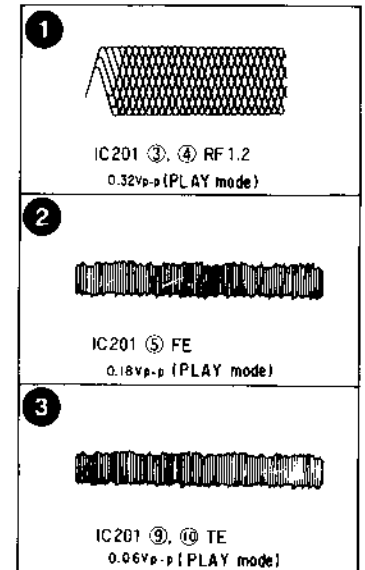 1
IC201 ③, ④ RF 1.2
0.32Vp-p (PLAY mode)
2
IC201 ⑤ FE
0.18Vp-p (PLAY mode)
3
IC201 ⑨, ⑩ TE
0.06Vp-p (PLAY mode)